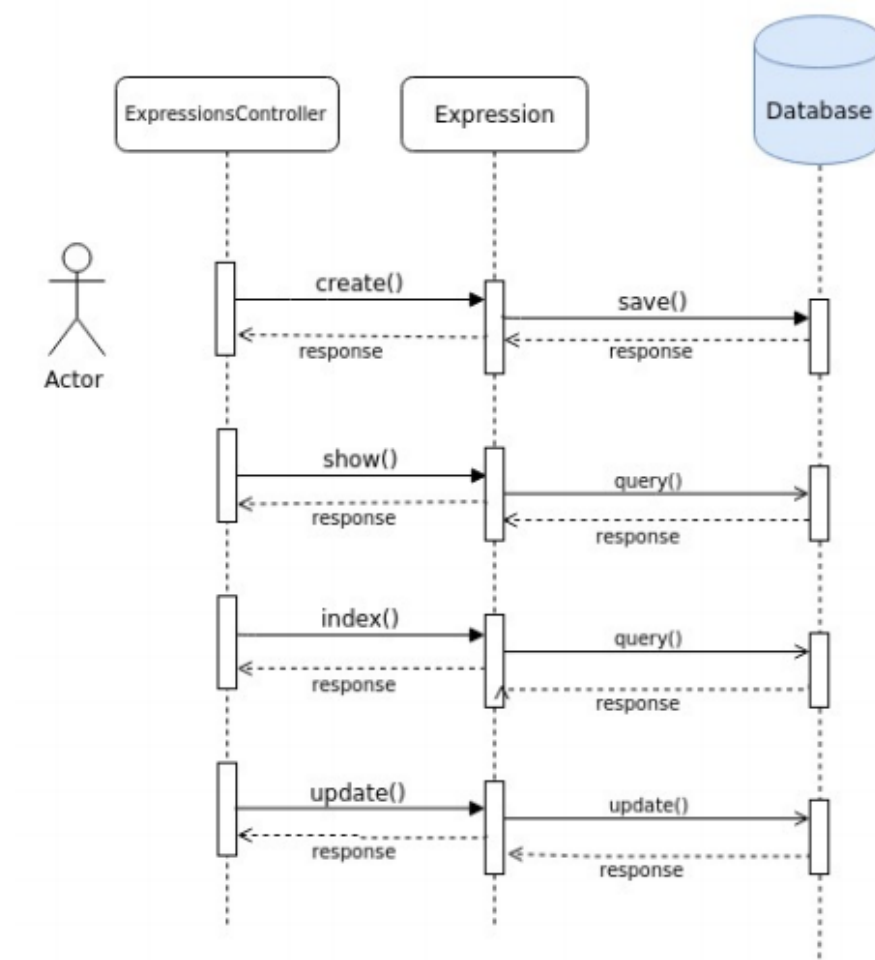 ExpressionsController
Expression
Database
Actor
create()
save()
response
response
show()
query()
response
response
index()
query()
response
response
update()
update()
response
response